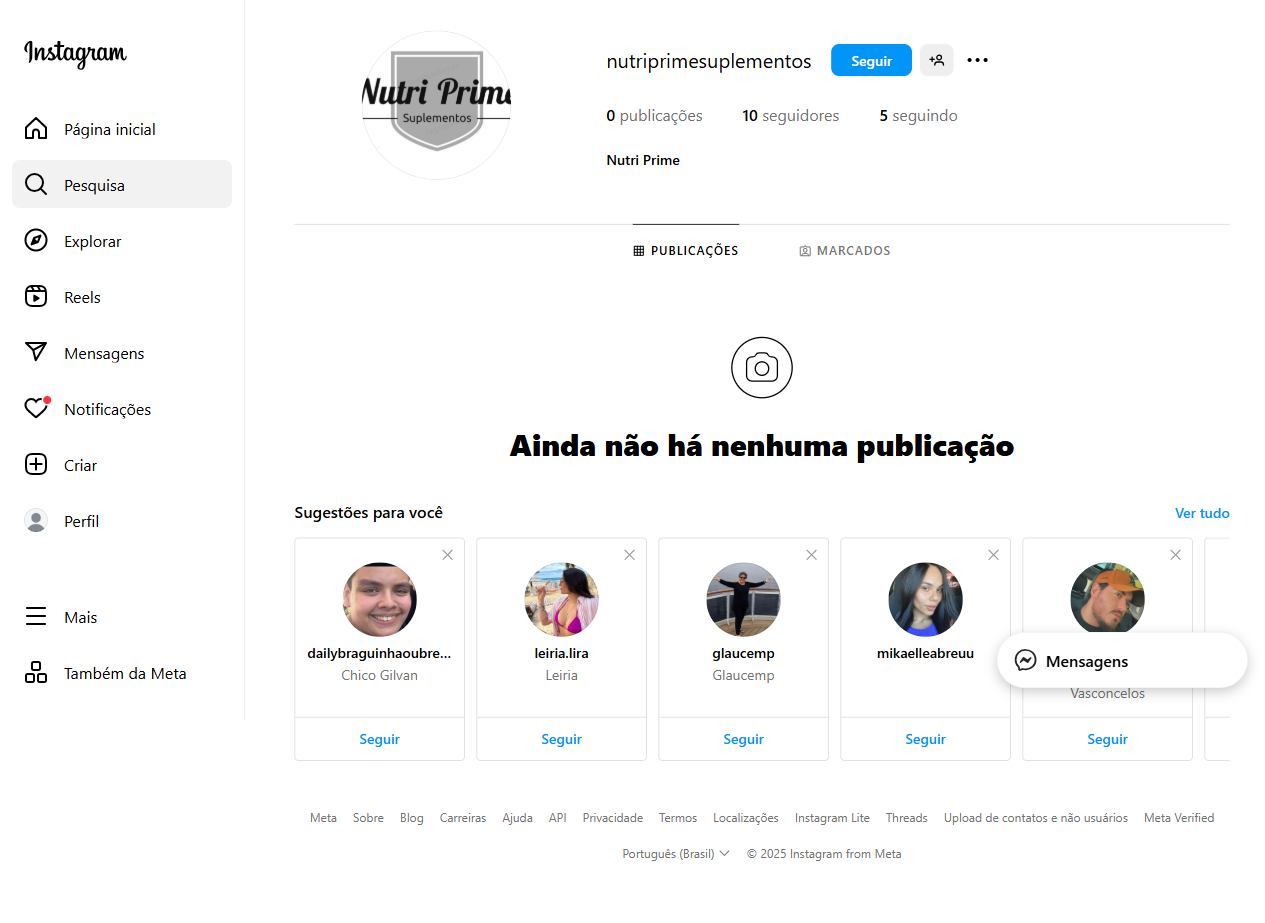 Instagram
Página inicial
Pesquisa
Explorar
Reels
Mensagens
Notificações
Criar
Perfil
Mais
Também da Meta
Nutri Prime
Suplementos
nutriprimesuplementos Seguir
0 publicações 10 seguidores 5 seguindo
Nutri Prime
PUBLICAÇÕES MARCADOS
Ainda não há nenhuma publicação
Sugestões para você Ver tudo
dailybraguinhaoubre... leiria.lira glaucemp mikaelleabreuu
Chico Gilvan Leiria Glaucemp
Mensagens
Vasconcelos
Seguir Seguir Seguir Seguir Seguir
Meta Sobre Blog Carreiras Ajuda API Privacidade Termos Localizações Instagram Lite Threads Upload de contatos e não usuários Meta Verified
Português (Brasil) © 2025 Instagram from Meta